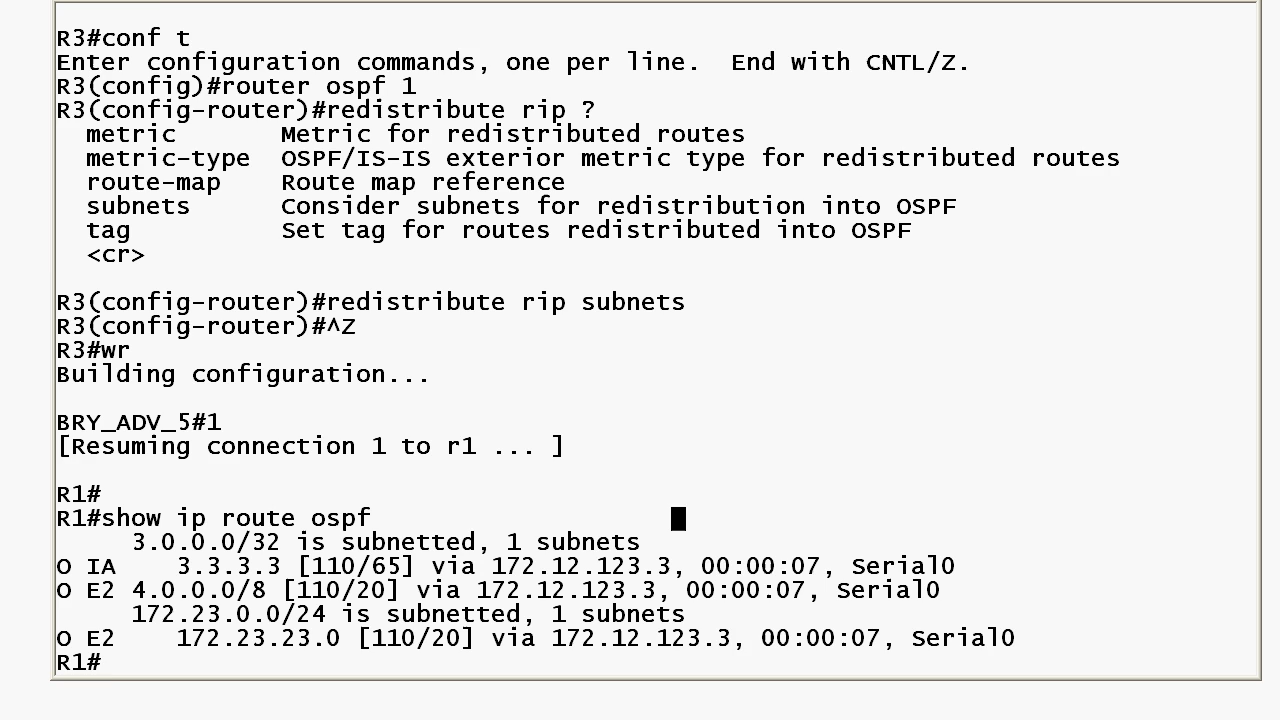 R3#conf t
Enter configuration commands, one per line.  End with CNTL/Z.
R3(config)#router ospf 1
R3(config-router)#redistribute rip ?
  metric       Metric for redistributed routes
  metric-type  OSPF/IS-IS exterior metric type for redistributed routes
  route-map    Route map reference
  subnets      Consider subnets for redistribution into OSPF
  tag          Set tag for routes redistributed into OSPF
  <cr>
R3(config-router)#redistribute rip subnets
R3(config-router)#^Z
R3#wr
Building configuration...
BRY_ADV_5#1
[Resuming connection 1 to r1 ... ]
R1#
R1#show ip route ospf
     3.0.0.0/32 is subnetted, 1 subnets
O IA    3.3.3.3 [110/65] via 172.12.123.3, 00:00:07, Serial0
O E2 4.0.0.0/8 [110/20] via 172.12.123.3, 00:00:07, Serial0
     172.23.0.0/24 is subnetted, 1 subnets
O E2    172.23.23.0 [110/20] via 172.12.123.3, 00:00:07, Serial0
R1#